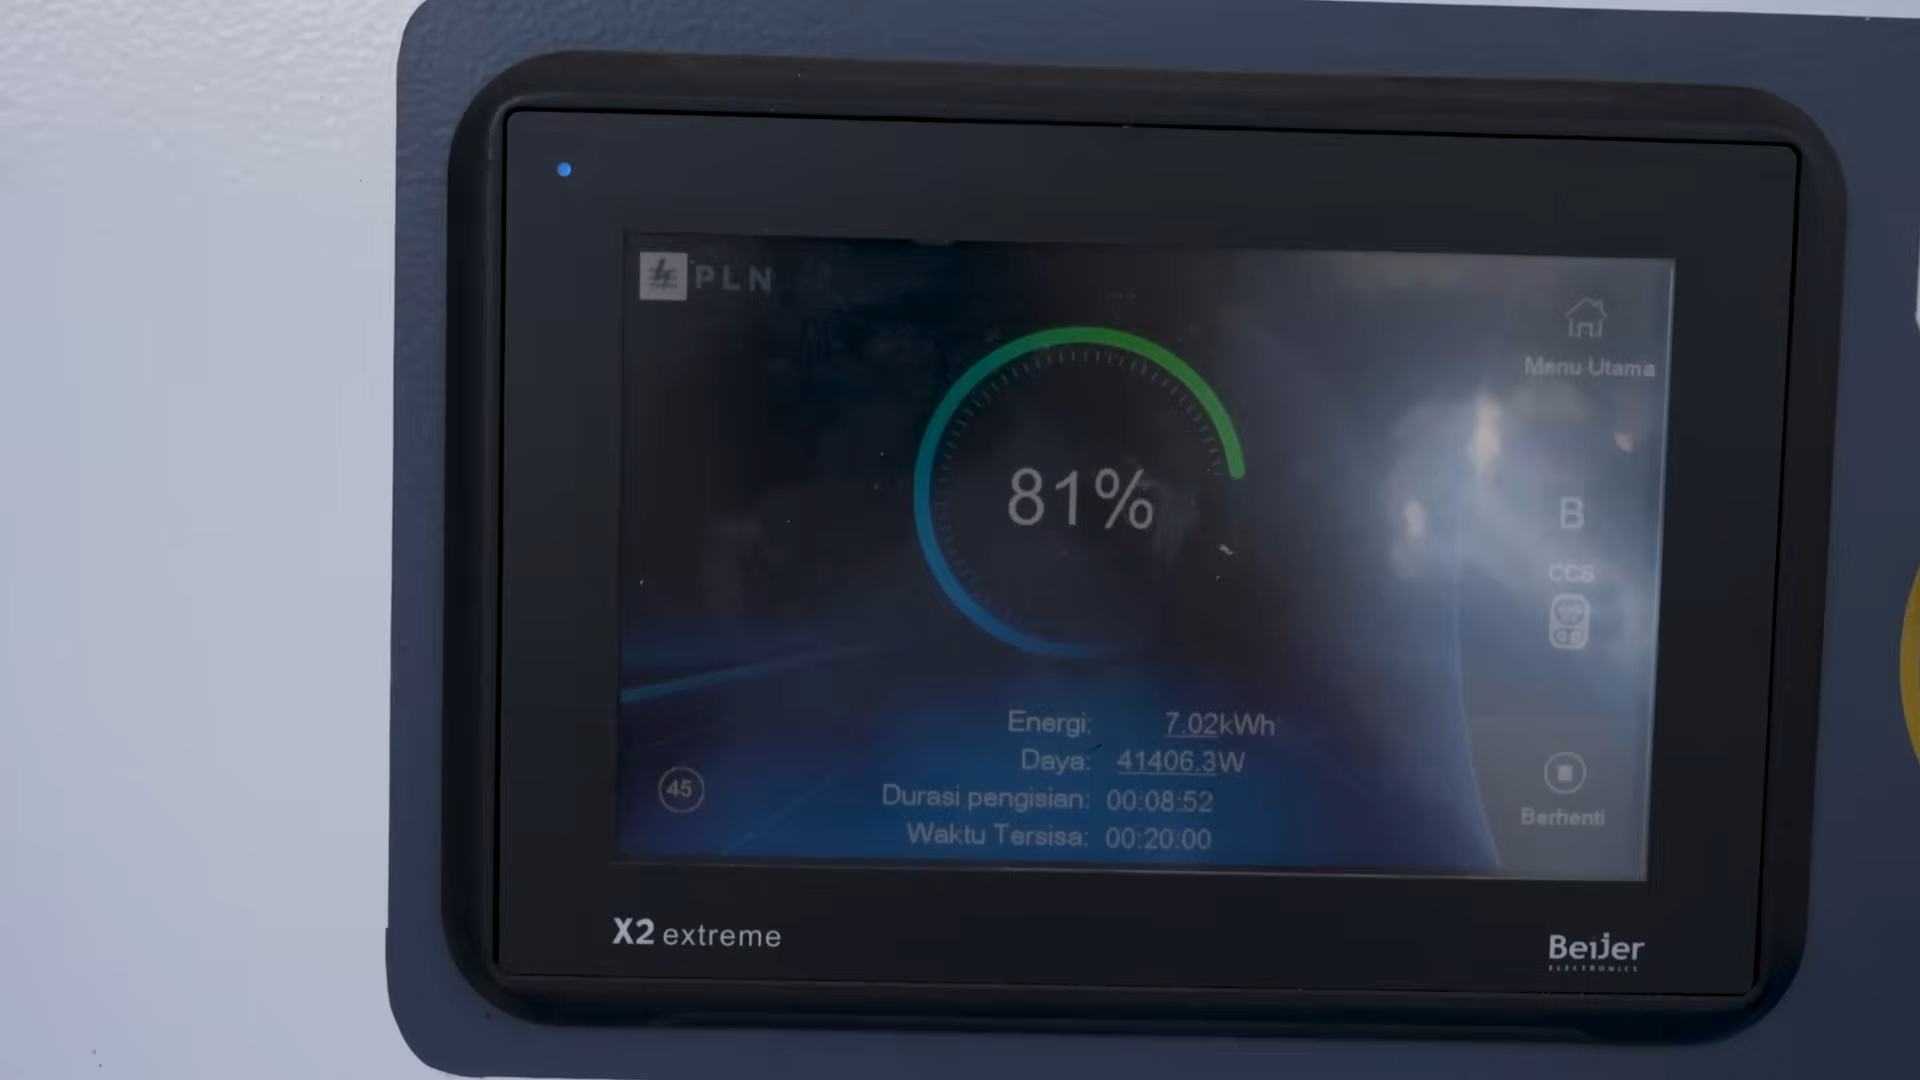 PLN
Menu Utama
81%
B
CCS
Energi: 7.02kWh
Daya: 41406.3W
Durasi pengisian: 00:08:52
Waktu Tersisa: 00:20:00
45
Berhenti
X2 extreme
Beijer
ELECTRONICS